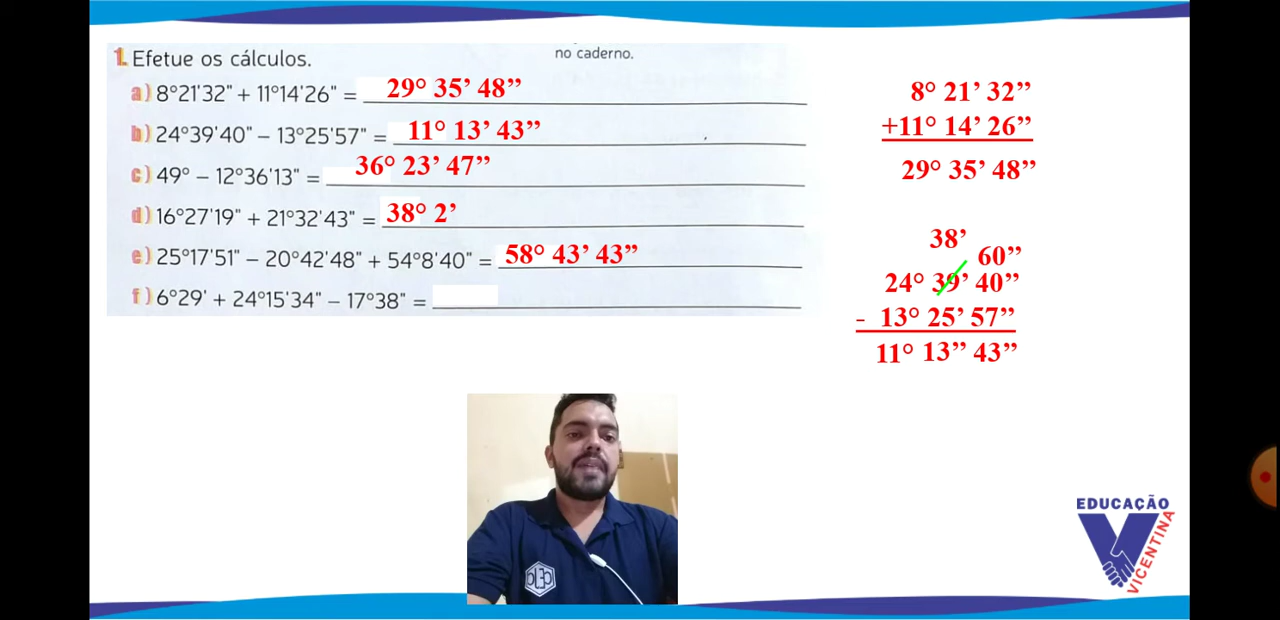 1. Efetue os cálculos.
no caderno.
a) 8°21'32" + 11°14'26" = 29° 35’ 48’’
b) 24°39'40" – 13°25'57" = 11° 13’ 43’’
c) 49° – 12°36'13" = 36° 23’ 47’’
d) 16°27'19" + 21°32'43" = 38° 2’
e) 25°17'51" – 20°42'48" + 54°8'40" = 58° 43’ 43’’
f) 6°29' + 24°15'34" – 17°38" =
8° 21’ 32’’
+11° 14’ 26’’
29° 35’ 48’’
38’
60’’
24° 39’ 40’’
- 13° 25’ 57’’
11° 13’’ 43’’
EDUCAÇÃO
VICENTINA